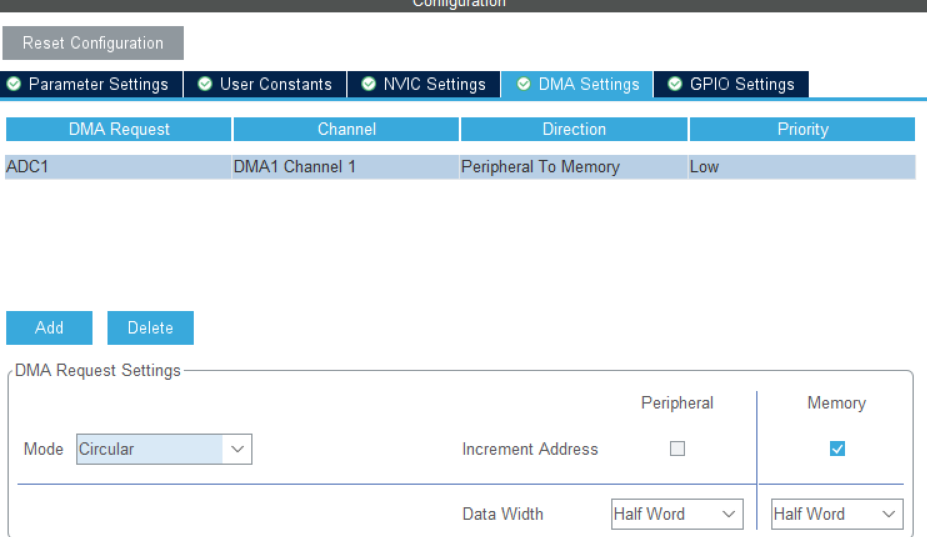 Configuration
Reset Configuration
Parameter Settings User Constants NVIC Settings DMA Settings GPIO Settings
DMA Request Channel Direction Priority
ADC1 DMA1 Channel 1 Peripheral To Memory Low
Add Delete
DMA Request Settings
Peripheral Memory
Mode Circular Increment Address
Data Width Half Word Half Word